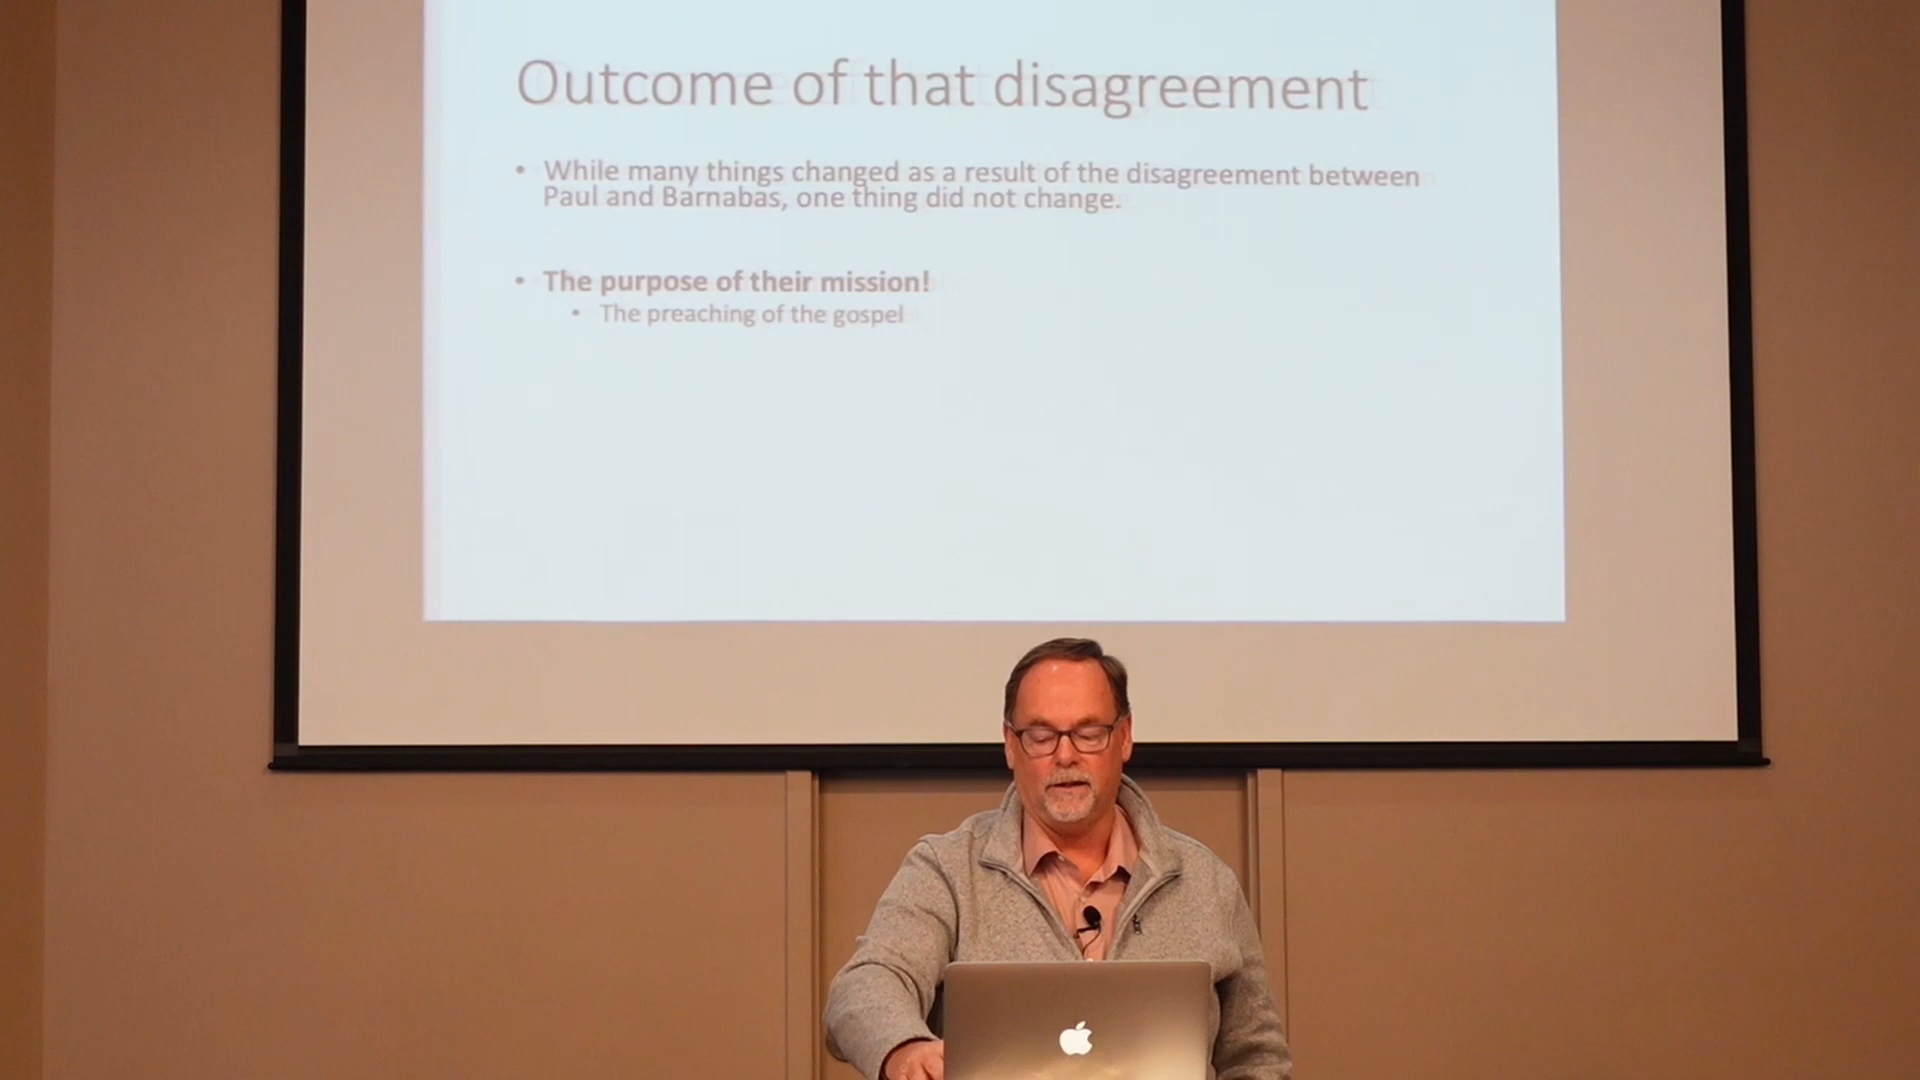 Outcome of that disagreement
• While many things changed as a result of the disagreement between
Paul and Barnabas, one thing did not change.
• The purpose of their mission!
• The preaching of the gospel